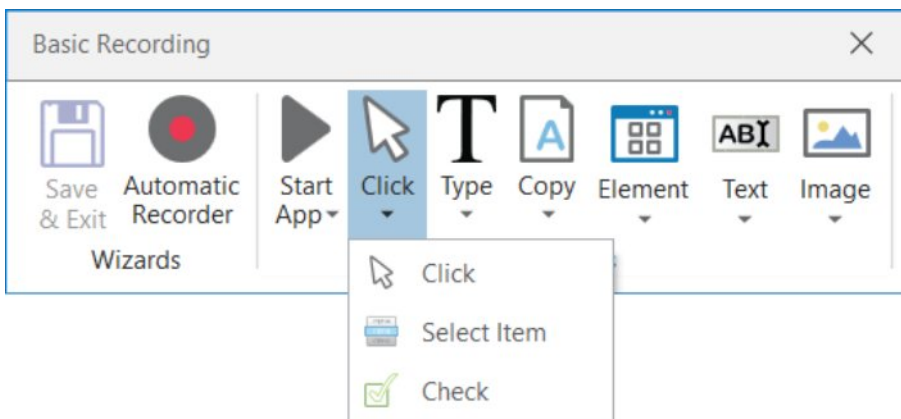 Basic Recording
Save & Exit
Automatic Recorder
Start App
Click
Type
Copy
Element
Text
Image
Wizards
Click
Select Item
Check